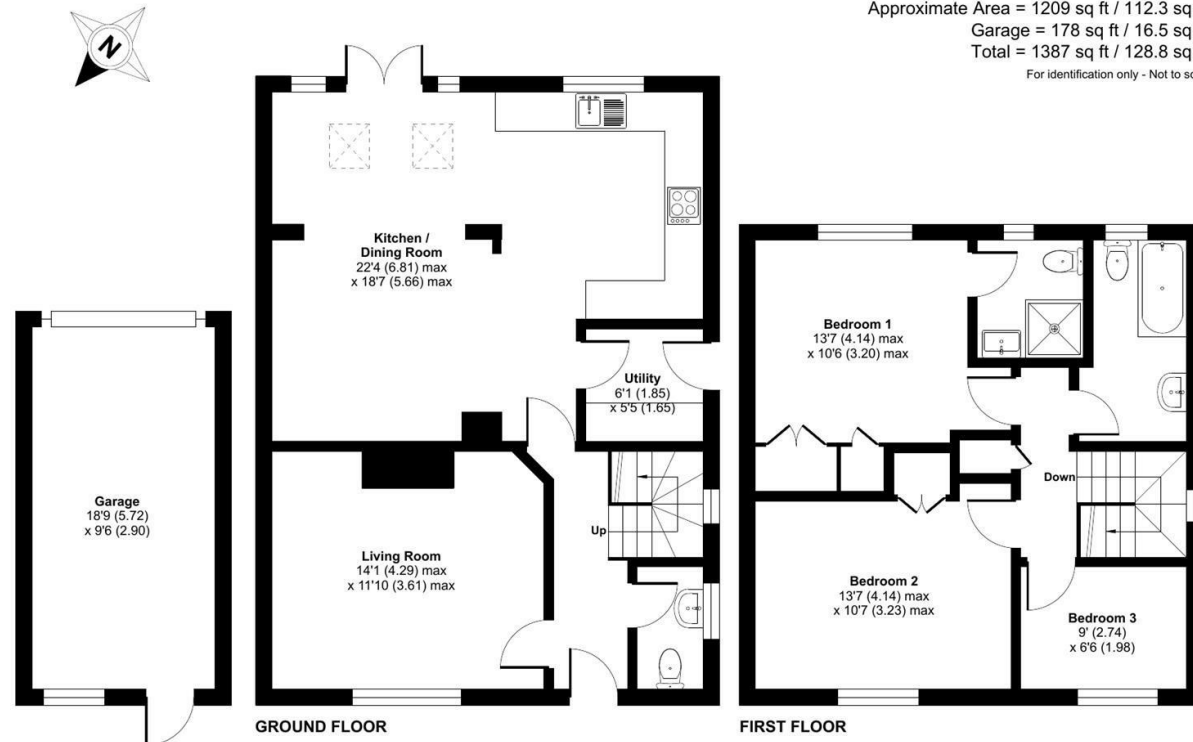 Approximate Area = 1209 sq ft / 112.3 sq
Garage = 178 sq ft / 16.5 sq
Total = 1387 sq ft / 128.8 sq
For identification only - Not to sc
N
Kitchen /
Dining Room
22'4 (6.81) max
x 18'7 (5.66) max
Utility
6'1 (1.85)
x 5'5 (1.65)
Bedroom 1
13'7 (4.14) max
x 10'6 (3.20) max
Garage
18'9 (5.72)
x 9'6 (2.90)
Living Room
14'1 (4.29) max
x 11'10 (3.61) max
Up
Down
Bedroom 2
13'7 (4.14) max
x 10'7 (3.23) max
Bedroom 3
9' (2.74)
x 6'6 (1.98)
GROUND FLOOR
FIRST FLOOR